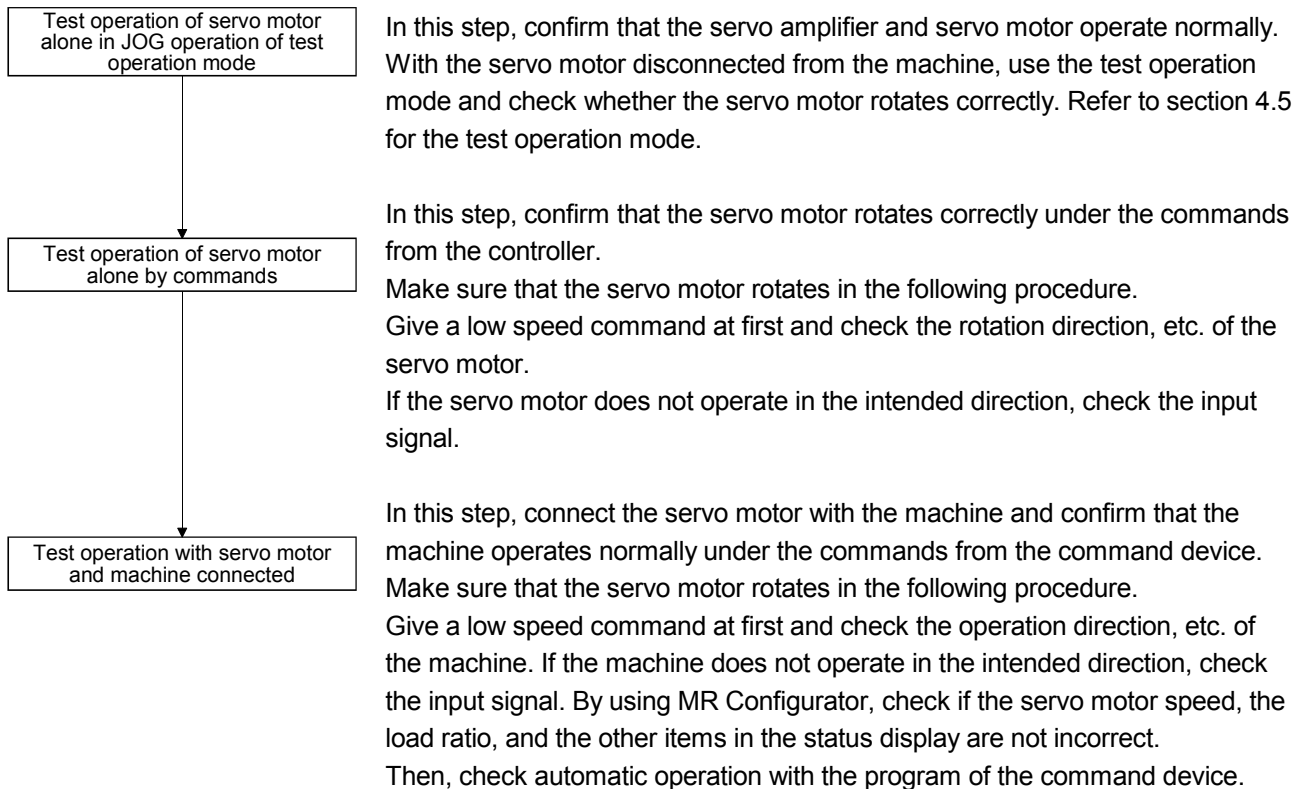 Test operation of servo motor
alone in JOG operation of test
operation mode
In this step, confirm that the servo amplifier and servo motor operate normally.
With the servo motor disconnected from the machine, use the test operation
mode and check whether the servo motor rotates correctly. Refer to section 4.5
for the test operation mode.
Test operation of servo motor
alone by commands
In this step, confirm that the servo motor rotates correctly under the commands
from the controller.
Make sure that the servo motor rotates in the following procedure.
Give a low speed command at first and check the rotation direction, etc. of the
servo motor.
If the servo motor does not operate in the intended direction, check the input
signal.
Test operation with servo motor
and machine connected
In this step, connect the servo motor with the machine and confirm that the
machine operates normally under the commands from the command device.
Make sure that the servo motor rotates in the following procedure.
Give a low speed command at first and check the operation direction, etc. of
the machine. If the machine does not operate in the intended direction, check
the input signal. By using MR Configurator, check if the servo motor speed, the
load ratio, and the other items in the status display are not incorrect.
Then, check automatic operation with the program of the command device.